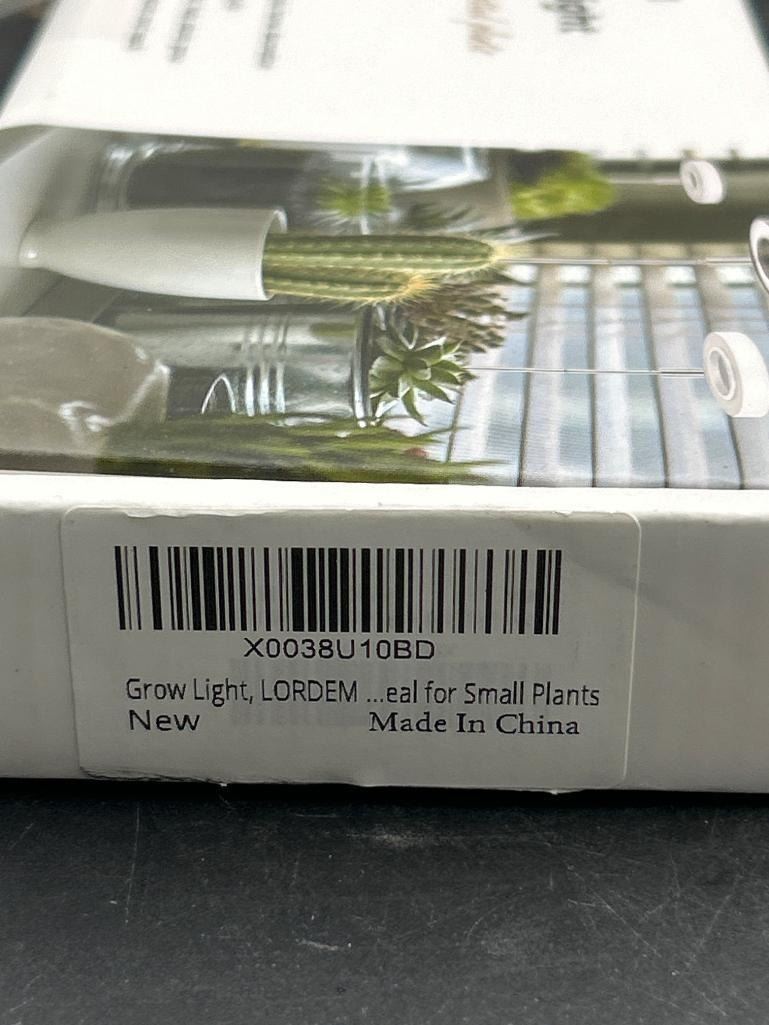 X0038U10BD
Grow Light, LORDEM ...eal for Small Plants
New
Made In China